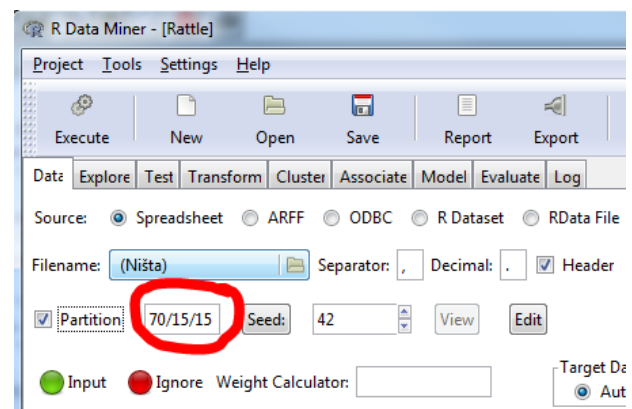 R Data Miner - [Rattle]
Project Tools Settings Help
Execute New Open Save Report Export
Data Explore Test Transform Cluster Associate Model Evaluate Log
Source: Spreadsheet ARFF ODBC R Dataset RData File
Filename: (Ništa) Separator: , Decimal: . Header
Partition 70/15/15 Seed: 42 View Edit
Target Da
Input Ignore Weight Calculator: Aut